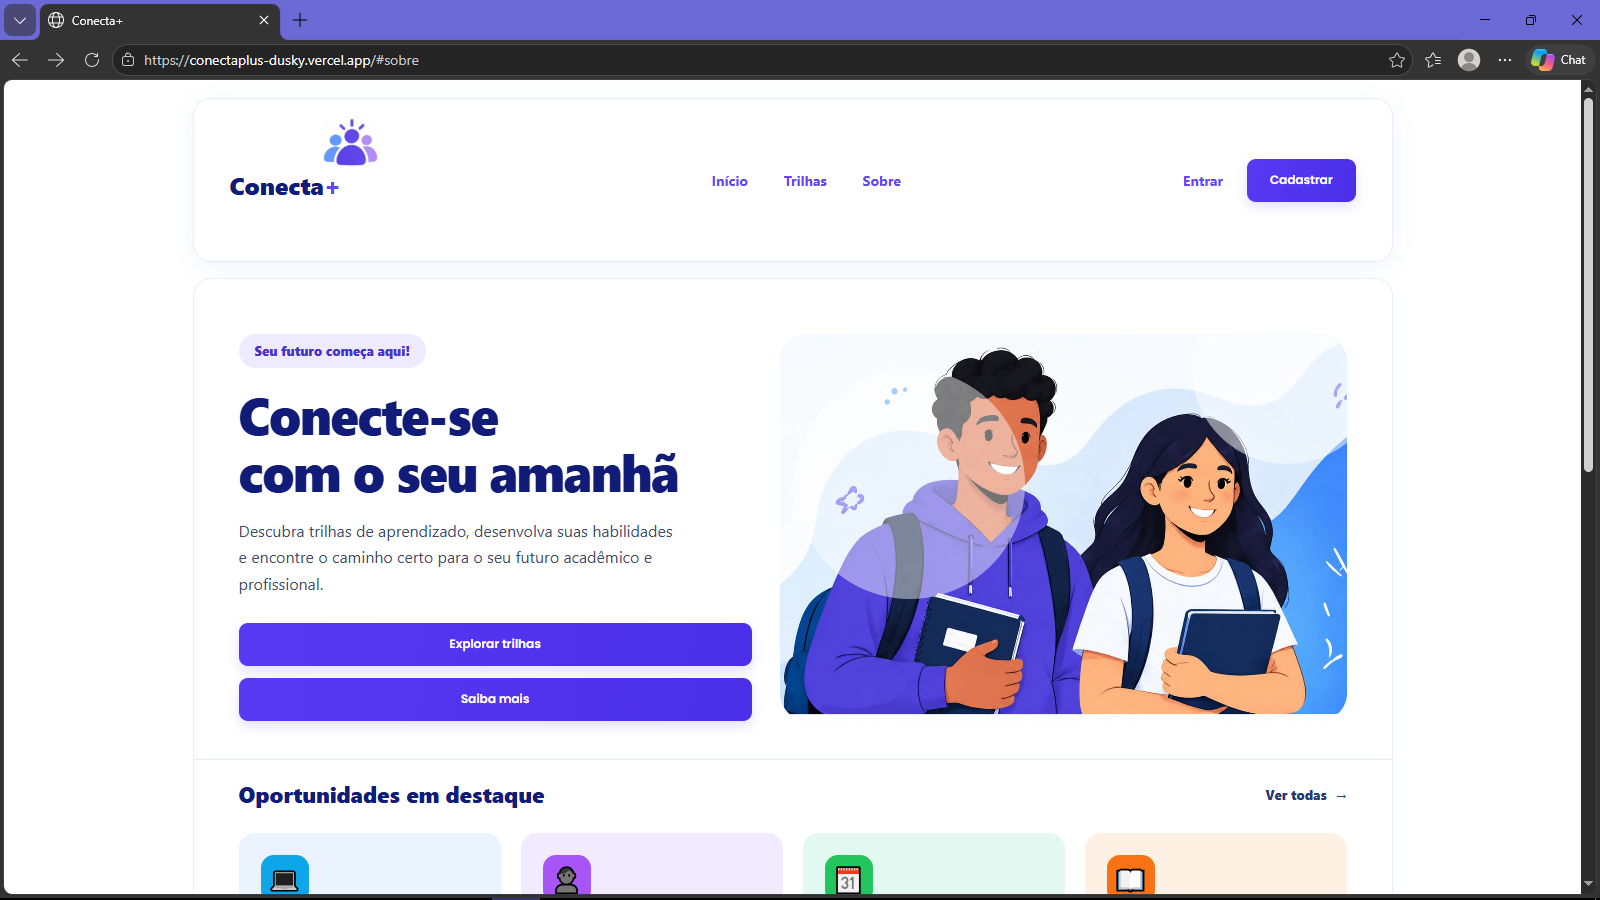 Conecta+
https://conectaplus-dusky.vercel.app/#sobre
Chat
Conecta+
Início
Trilhas
Sobre
Entrar
Cadastrar
Seu futuro começa aqui!
Conecte-se
com o seu amanhã
Descubra trilhas de aprendizado, desenvolva suas habilidades
e encontre o caminho certo para o seu futuro acadêmico e
profissional.
Explorar trilhas
Saiba mais
Oportunidades em destaque
Ver todas →
31